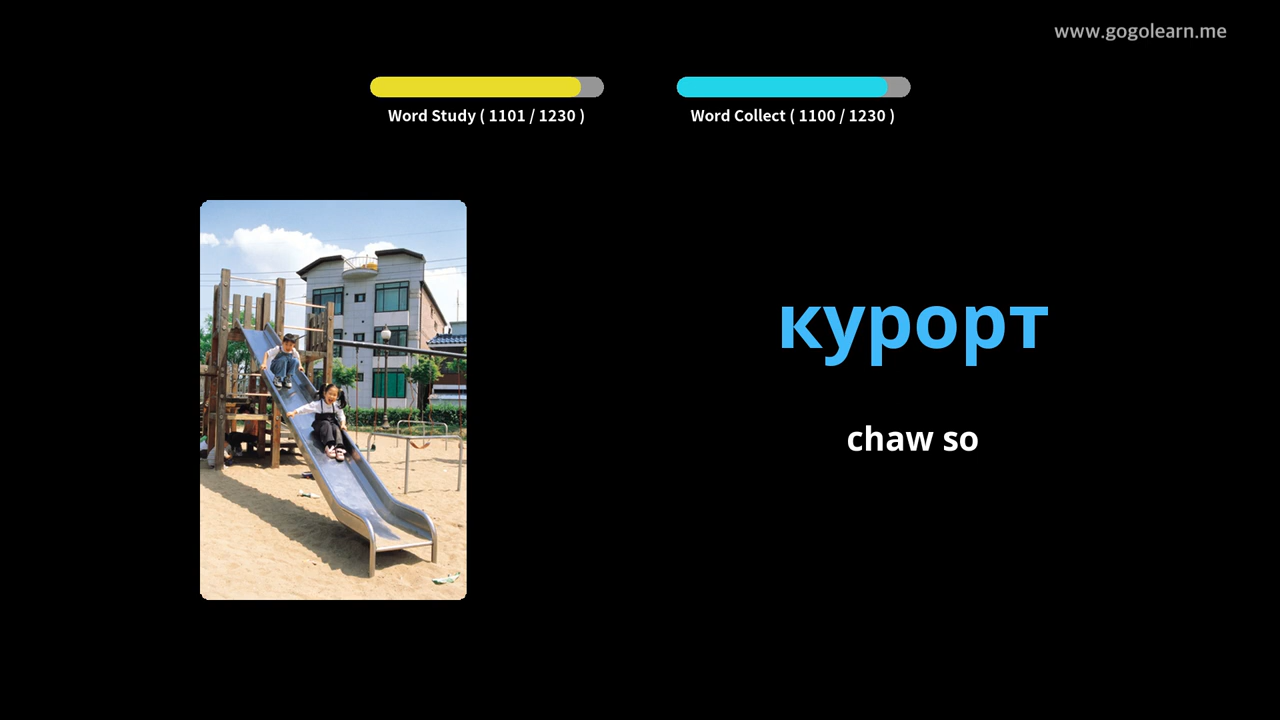 www.gogolearn.me
Word Study ( 1101 / 1230 )
Word Collect ( 1100 / 1230 )
курорт
chaw so